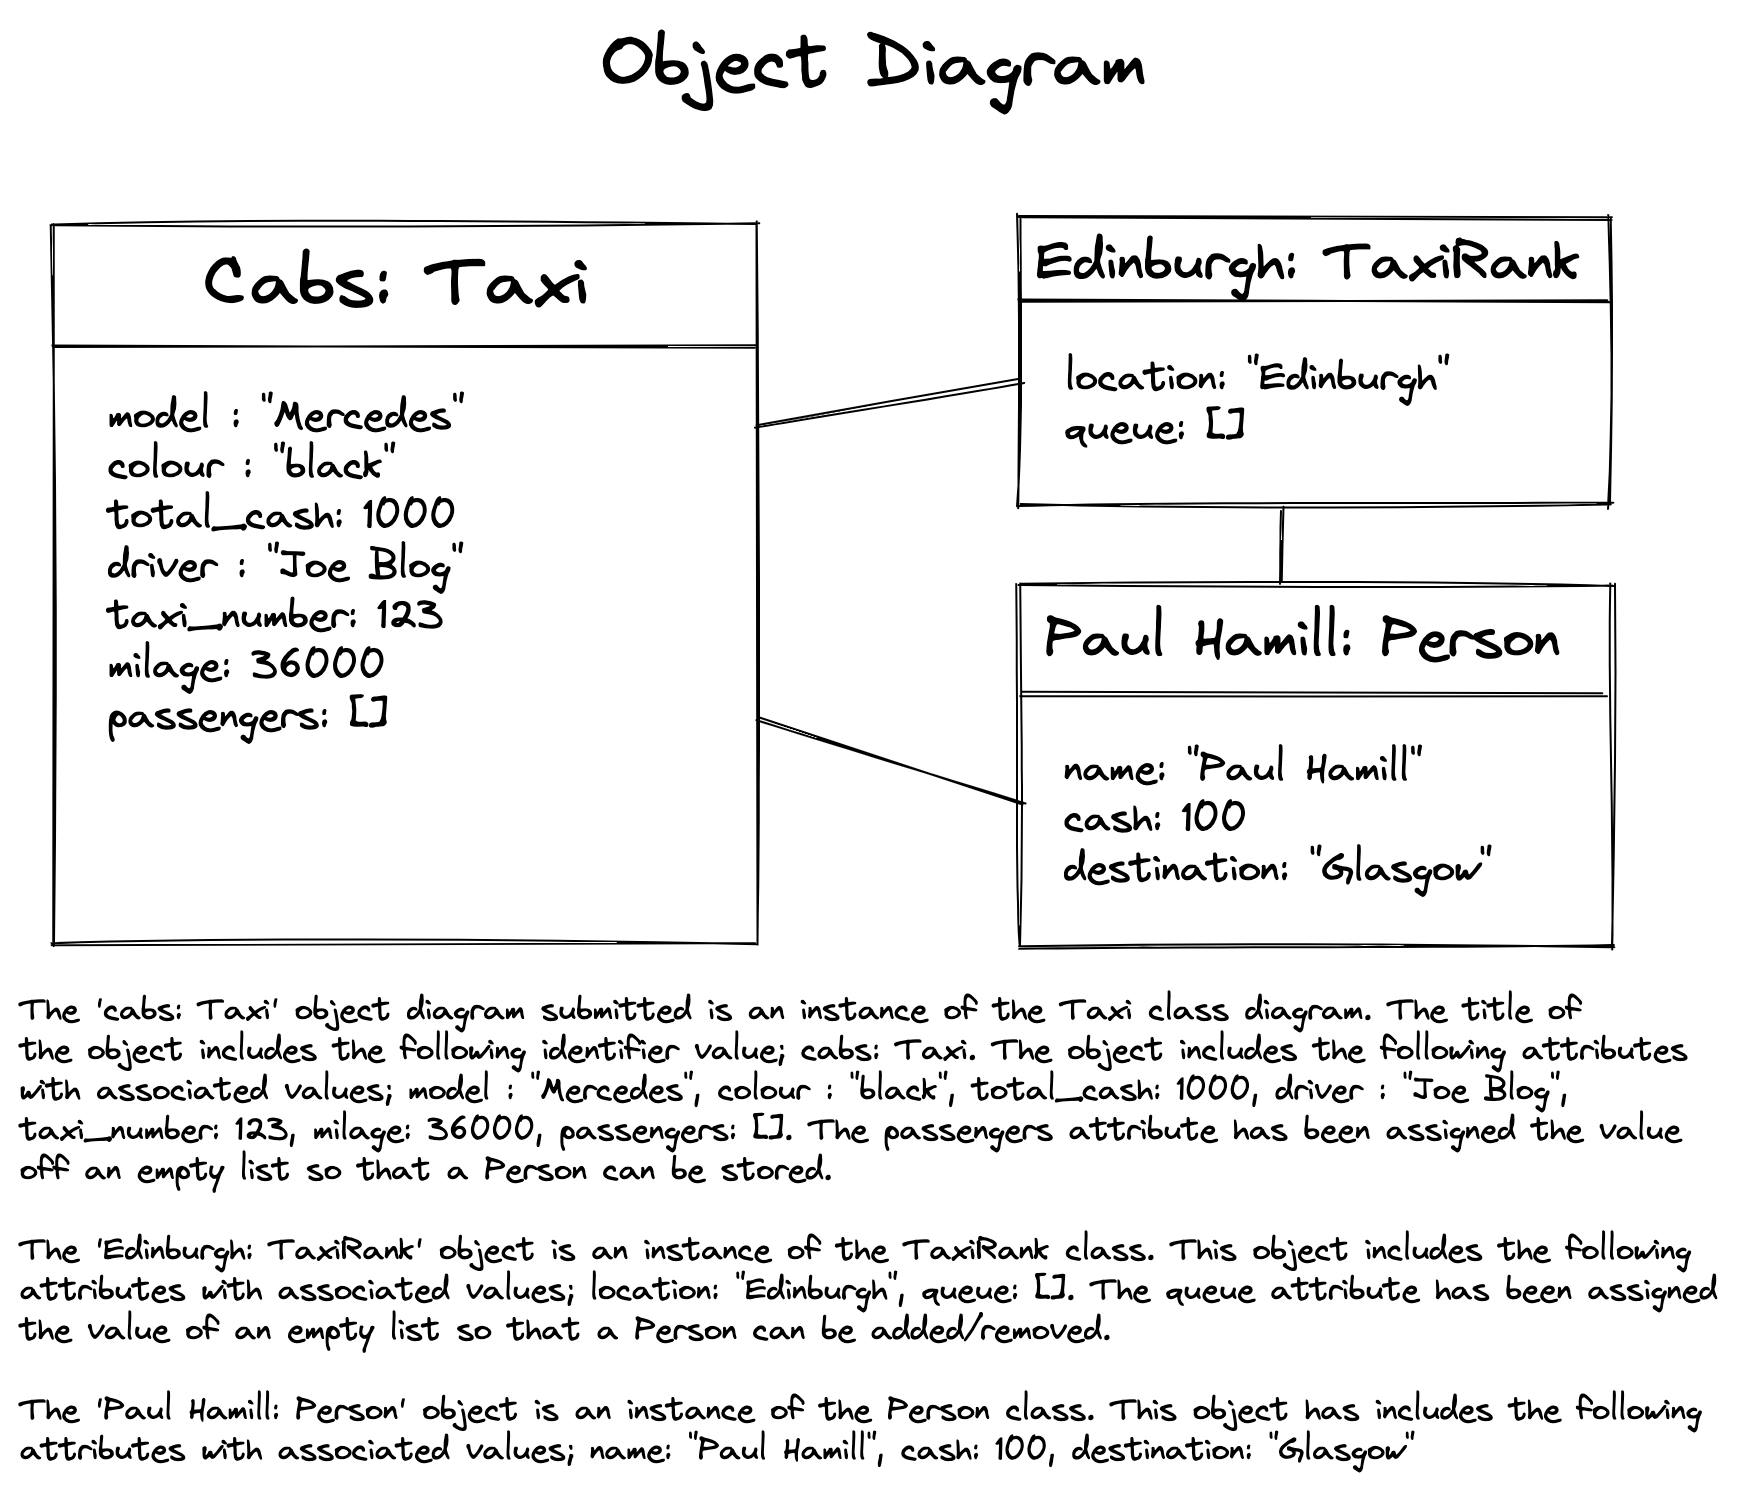 Object Diagram
Cabs: Taxi
model : "Mercedes"
colour : "black"
total_cash: 1000
driver : "Joe Blog"
taxi_number: 123
milage: 36000
passengers: []
Edinburgh: TaxiRank
location: "Edinburgh"
queue: []
Paul Hamill: Person
name: "Paul Hamill"
cash: 100
destination: "Glasgow"
The 'cabs: Taxi' object diagram submitted is an instance of the Taxi class diagram. The title of
the object includes the following identifier value; cabs: Taxi. The object includes the following attributes
with associated values; model : "Mercedes", colour : "black", total_cash: 1000, driver : "Joe Blog",
taxi_number: 123, milage: 36000, passengers: []. The passengers attribute has been assigned the value
off an empty list so that a Person can be stored.
The 'Edinburgh: TaxiRank' object is an instance of the TaxiRank class. This object includes the following
attributes with associated values; location: "Edinburgh", queue: []. The queue attribute has been assigned
the value of an empty list so that a Person can be added/removed.
The 'Paul Hamill: Person' object is an instance of the Person class. This object has includes the following
attributes with associated values; name: "Paul Hamill", cash: 100, destination: "Glasgow"